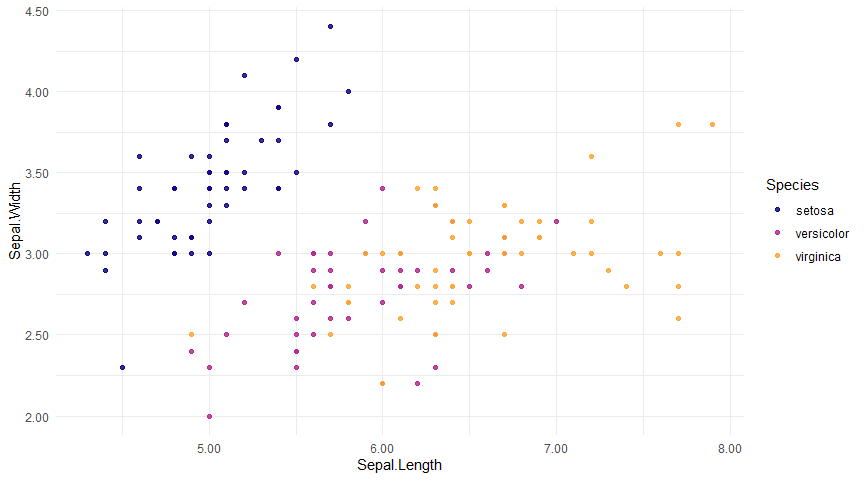 4.50
4.00
3.50
3.00
2.50
2.00
Sepal.Width
5.00 6.00 7.00 8.00
Sepal.Length
Species
setosa
versicolor
virginica